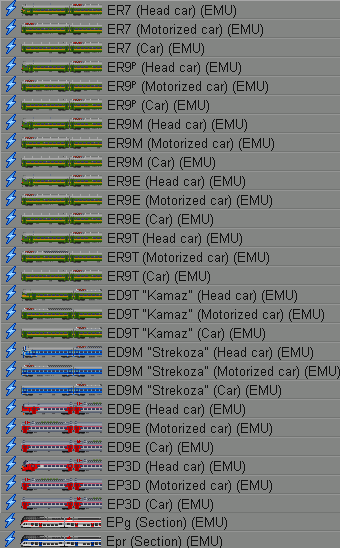 ER7 (Head car) (EMU)
ER7 (Motorized car) (EMU)
ER7 (Car) (EMU)
ER9ᴾ (Head car) (EMU)
ER9ᴾ (Motorized car) (EMU)
ER9ᴾ (Car) (EMU)
ER9M (Head car) (EMU)
ER9M (Motorized car) (EMU)
ER9M (Car) (EMU)
ER9E (Head car) (EMU)
ER9E (Motorized car) (EMU)
ER9E (Car) (EMU)
ER9T (Head car) (EMU)
ER9T (Motorized car) (EMU)
ER9T (Car) (EMU)
ED9T "Kamaz" (Head car) (EMU)
ED9T "Kamaz" (Motorized car) (EMU)
ED9T "Kamaz" (Car) (EMU)
ED9M "Strekoza" (Head car) (EMU)
ED9M "Strekoza" (Motorized car) (EMU)
ED9M "Strekoza" (Car) (EMU)
ED9E (Head car) (EMU)
ED9E (Motorized car) (EMU)
ED9E (Car) (EMU)
EP3D (Head car) (EMU)
EP3D (Motorized car) (EMU)
EP3D (Car) (EMU)
EPg (Section) (EMU)
Epr (Section) (EMU)